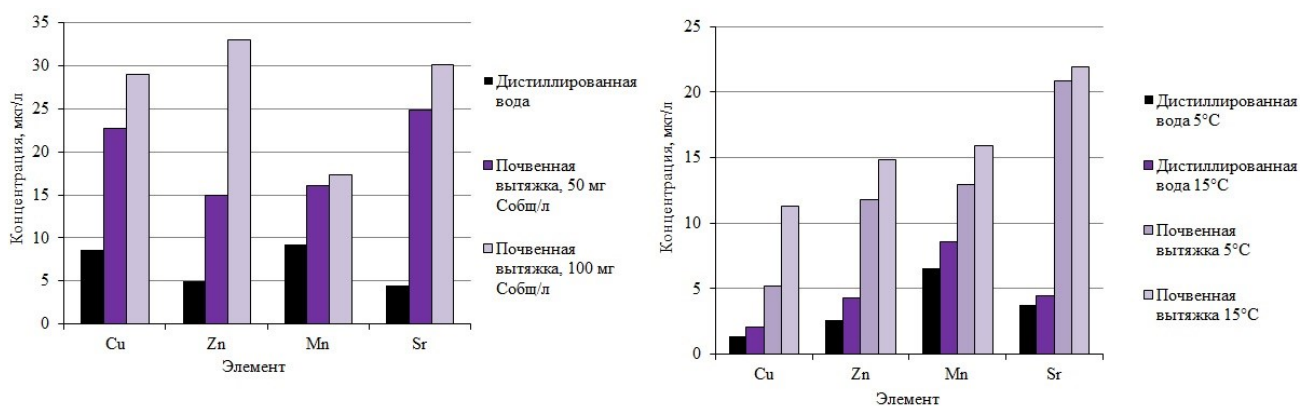 35
30
25
20
15
10
5
0
Концентрация, мкг/л
Cu Zn Mn Sr
Элемент
Дистиллированная
вода
Почвенная
вытяжка, 50 мг
Cобщ/л
Почвенная
вытяжка, 100 мг
Cобщ/л
25
20
15
10
5
0
Концентрация, мкг/л
Cu Zn Mn Sr
Элемент
Дистиллированная
вода 5°С
Дистиллированная
вода 15°С
Почвенная
вытяжка 5°С
Почвенная
вытяжка 15°С